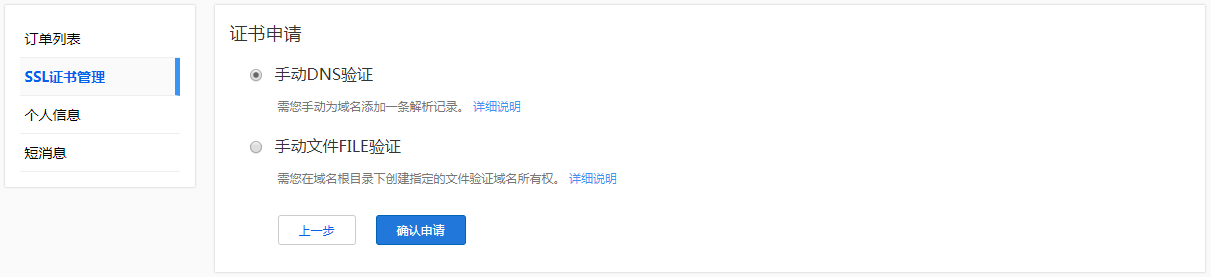 订单列表
SSL证书管理
个人信息
短消息
证书申请
手动DNS验证
需您手动为域名添加一条解析记录。 详细说明
手动文件FILE验证
需您在域名根目录下创建指定的文件验证域名所有权。 详细说明
上一步 确认申请